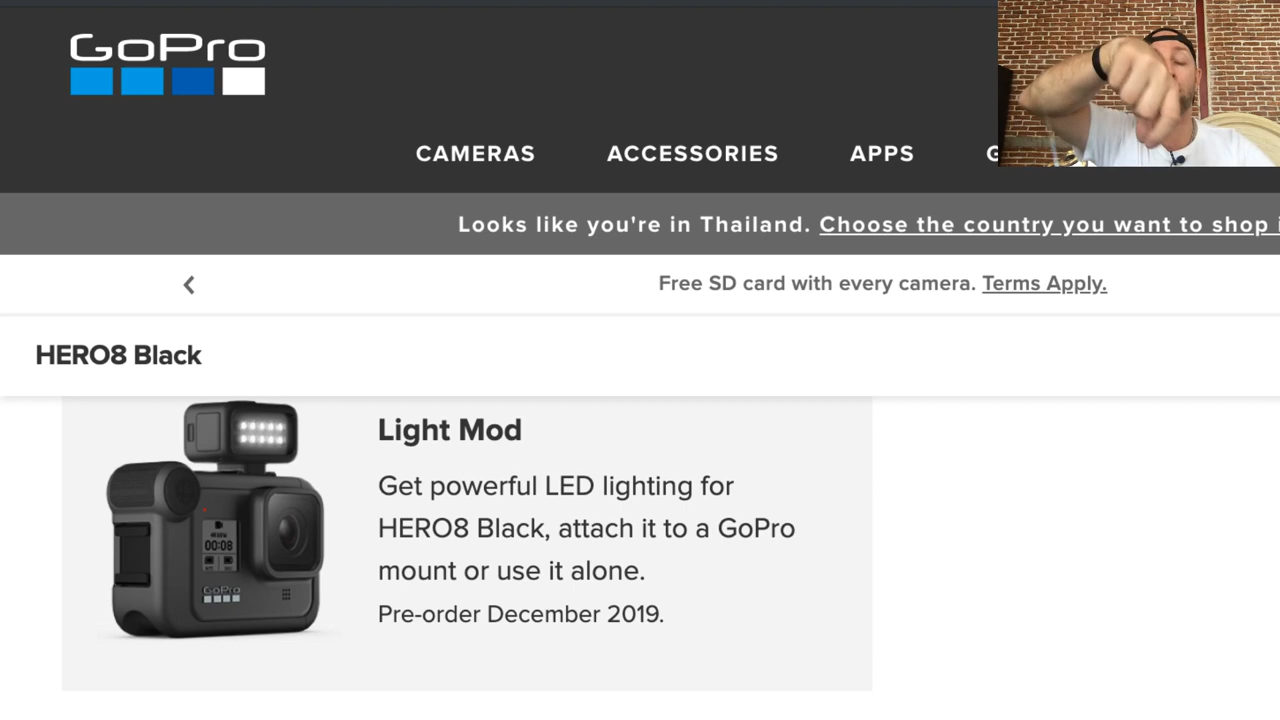 GoPro
CAMERAS ACCESSORIES APPS G
Looks like you're in Thailand. Choose the country you want to shop i
Free SD card with every camera. Terms Apply.
HERO8 Black
Light Mod
Get powerful LED lighting for
HERO8 Black, attach it to a GoPro
mount or use it alone.
Pre-order December 2019.
00:08
GoPro